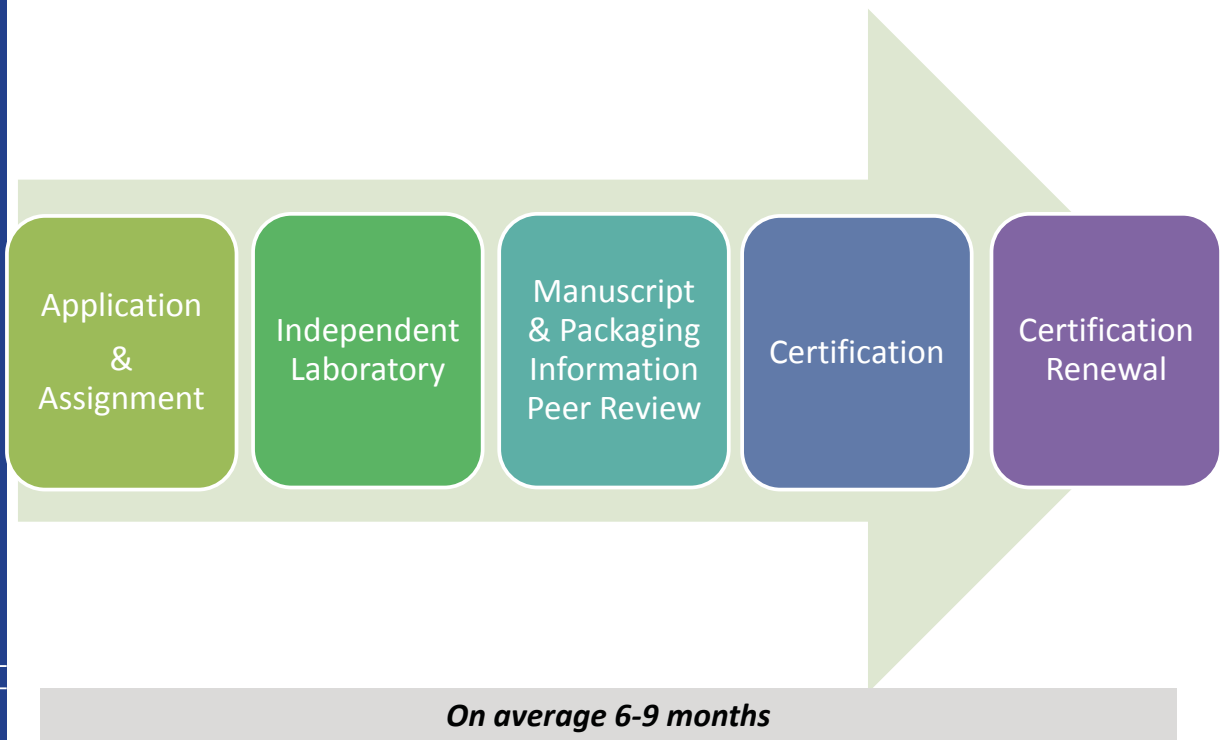 Application
&
Assignment
Independent
Laboratory
Manuscript
& Packaging
Information
Peer Review
Certification
Certification
Renewal
On average 6-9 months